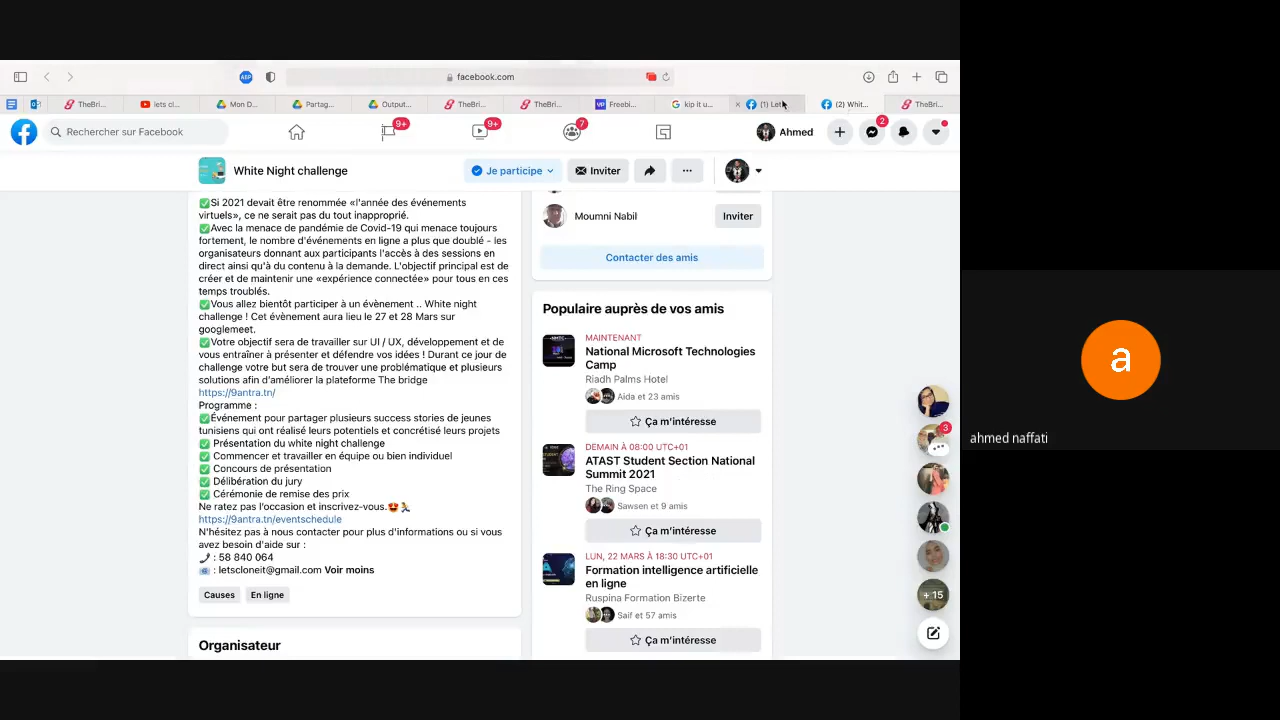 facebook.com
TheBri...
lets cl...
Mon D...
Partag...
Output...
TheBri...
TheBri...
Freebi...
kip it u...
(1) Let
(2) Whit...
TheBri...
Rechercher sur Facebook
9+
9+
7
Ahmed
2
White Night challenge
Je participe
Inviter
✅Si 2021 devait être renommée «l'année des événements
virtuels», ce ne serait pas du tout inapproprié.
✅Avec la menace de pandémie de Covid-19 qui menace toujours
fortement, le nombre d'événements en ligne a plus que doublé - les
organisateurs donnant aux participants l'accès à des sessions en
direct ainsi qu'à du contenu à la demande. L'objectif principal est de
créer et de maintenir une «expérience connectée» pour tous en ces
temps troublés.
✅Vous allez bientôt participer à un évènement .. White night
challenge ! Cet évènement aura lieu le 27 et 28 Mars sur
googlemeet.
✅Votre objectif sera de travailler sur UI / UX, développement et de
vous entraîner à présenter et défendre vos idées ! Durant ce jour de
challenge votre but sera de trouver une problématique et plusieurs
solutions afin d'améliorer la plateforme The bridge
https://9antra.tn/
Programme :
✅Événement pour partager plusieurs success stories de jeunes
tunisiens qui ont réalisé leurs potentiels et concrétisé leurs projets
✅ Présentation du white night challenge
✅ Commencer et travailler en équipe ou bien individuel
✅ Concours de présentation
✅ Délibération du jury
✅ Cérémonie de remise des prix
Ne ratez pas l'occasion et inscrivez-vous.🤩🏃
https://9antra.tn/eventschedule
N'hésitez pas à nous contacter pour plus d'informations ou si vous
avez besoin d'aide sur :
: 58 840 064
📧 : letscloneit@gmail.com Voir moins
Causes
En ligne
Organisateur
Moumni Nabil
Inviter
Contacter des amis
Populaire auprès de vos amis
MAINTENANT
National Microsoft Technologies
Camp
Riadh Palms Hotel
Aida et 23 amis
Ça m'intéresse
DEMAIN À 08:00 UTC+01
ATAST Student Section National
Summit 2021
The Ring Space
Sawsen et 9 amis
Ça m'intéresse
LUN, 22 MARS À 18:30 UTC+01
Formation intelligence artificielle
en ligne
Ruspina Formation Bizerte
Saif et 57 amis
Ça m'intéresse
3
+ 15
a
ahmed naffati